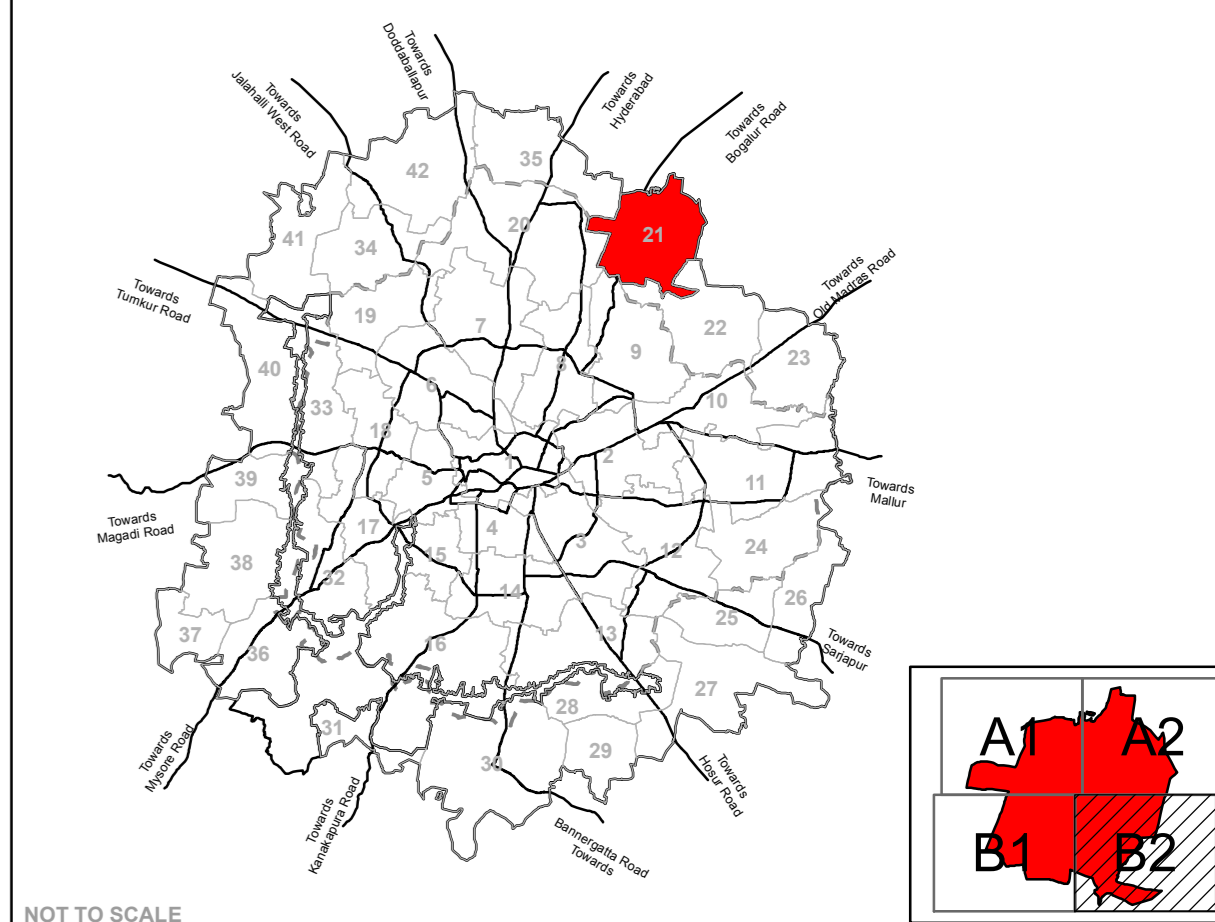 Towards
Doddaballapur
Towards
Jalahalli West Road
Towards
Hyderabad
Towards
Bogalur Road
35
42
20
21
41
34
Towards
Old Madras Road
Towards
Tumkur Road
19
7
22
9
23
8
40
6
10
33
18
1
2
5
39
11
Towards
Mallur
Towards
Magadi Road
17
4
15
3
12
24
38
32
14
26
25
37
36
16
13
Towards
Sarjapur
27
28
31
30
29
Towards
Mysore Road
Towards
Kanakapura Road
Towards
Hosur Road
Bannergatta Road
Towards
A1
A2
B1
B2
NOT TO SCALE